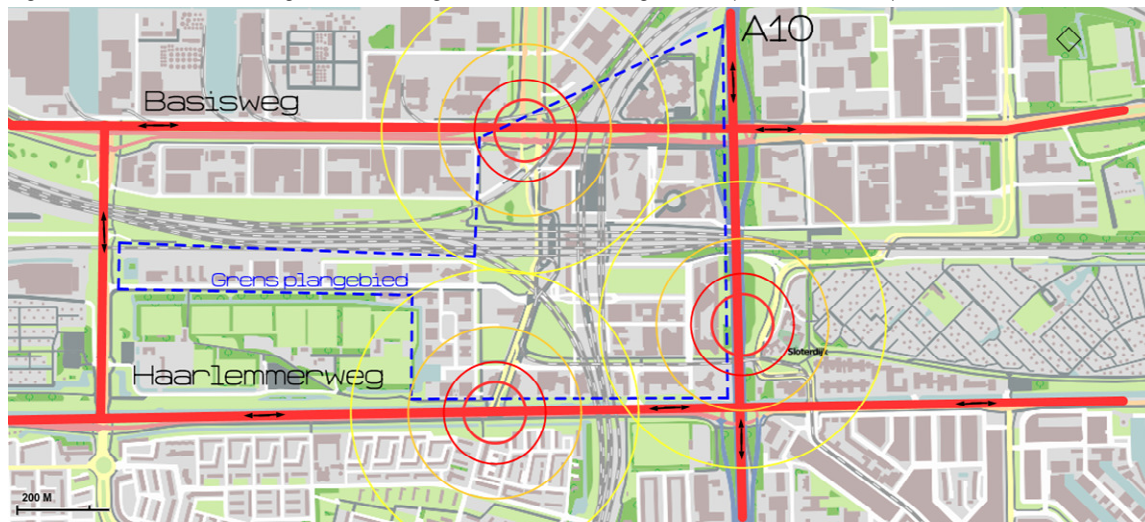 A10
Basisweg
Grens plangebied
Sloterdijk
Haarlemmerweg
200 M